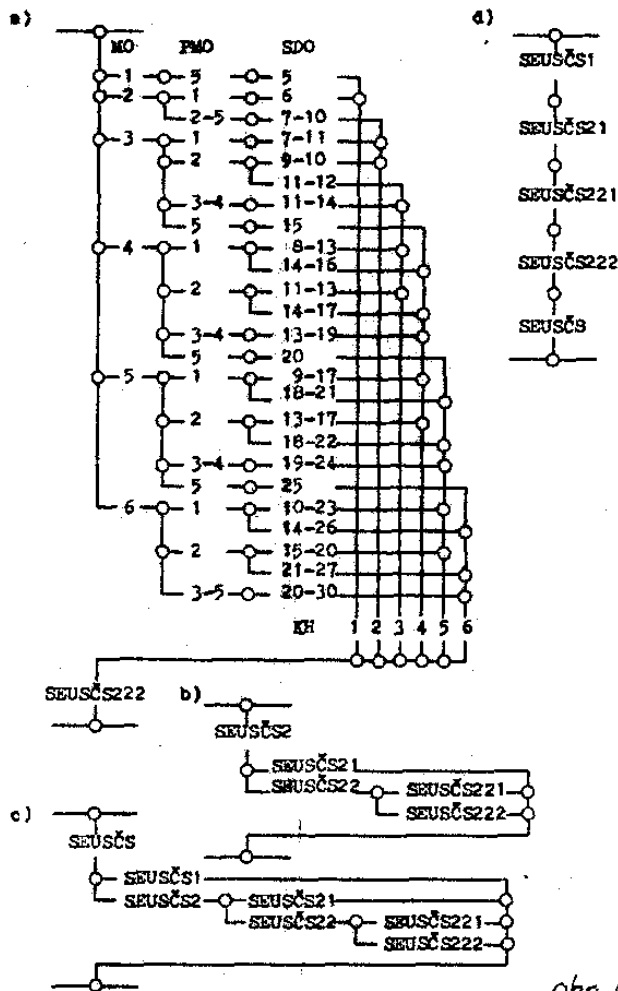 a)
MO PMO SDO
1 5 5
2 1 6
2-5 7-10
3 1 7-11
2 9-10
11-12
3-4 11-14
5 15
4 1 8-13
14-16
2 11-13
14-17
3-4 13-19
5 20
5 1 9-17
18-21
2 13-17
18-22
3-4 19-24
5 25
6 1 10-23
14-26
2 15-20
21-27
3-5 20-30
KH 1 2 3 4 5 6
SEUSČS222
d)
SEUSČS1
SEUSČS21
SEUSČS221
SEUSČS222
SEUSČS
b)
SEUSČS2
SEUSČS21
SEUSČS22 SEUSČS221
SEUSČS222
c)
SEUSČS
SEUSČS1
SEUSČS2 SEUSČS21
SEUSČS22 SEUSČS221
SEUSČS222